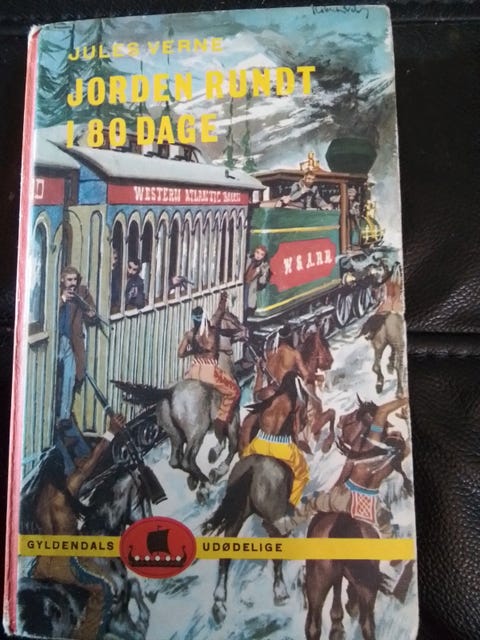 JULES VERNE
JORDEN RUNDT
I 80 DAGE
WESTERN ATLANTIC
W & A.R.R.
GYLDENDALS UDØDELIGE